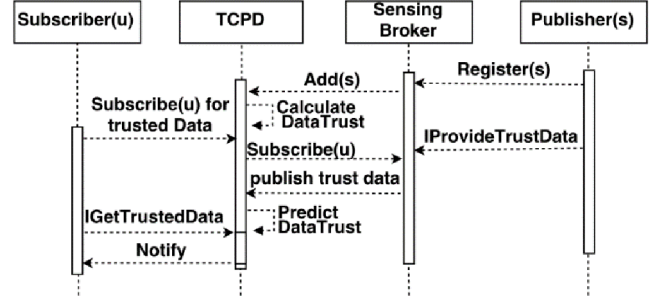 Subscriber(u)
TCPD
Sensing
Broker
Publisher(s)
Register(s)
Add(s)
Calculate
DataTrust
Subscribe(u) for
trusted Data
IProvideTrustData
Subscribe(u)
publish trust data
IGetTrustedData
Predict
DataTrust
Notify